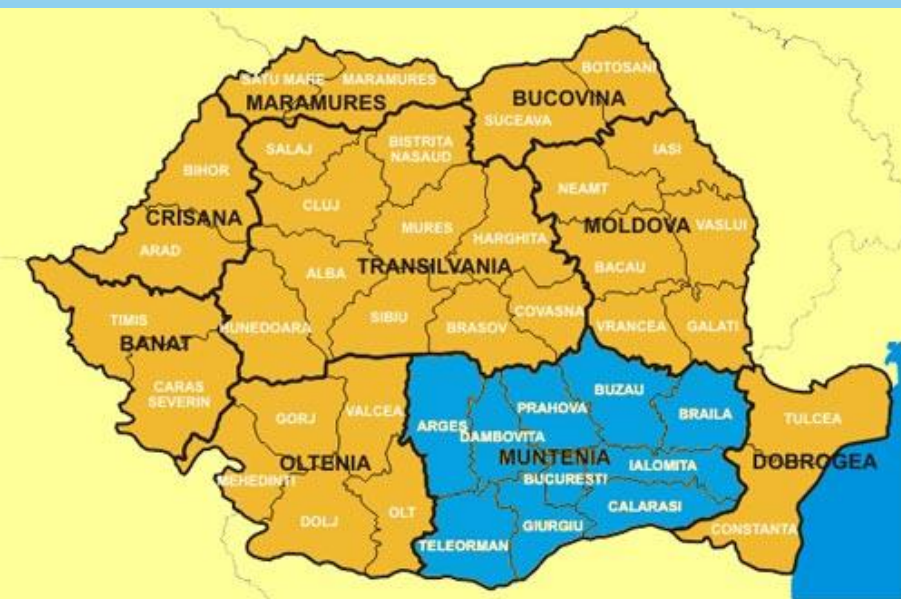 SATU MARE
MARAMURES
MARAMURES
BOTOSANI
BUCOVINA
SUCEAVA
SALAJ
BISTRITA
NASAUD
IASI
BIHOR
NEAMT
CLUJ
CRISANA
MURES
MOLDOVA
VASLUI
HARGHITA
ARAD
ALBA
TRANSILVANIA
BACAU
TIMIS
HUNEDOARA
SIBIU
BRASOV
COVASNA
VRANCEA
GALATI
BANAT
CARAS
SEVERIN
GORJ
VALCEA
ARGES
PRAHOVA
BUZAU
BRAILA
TULCEA
DAMBOVITA
OLTENIA
MUNTENIA
IALOMITA
DOBROGEA
MEHEDINTI
BUCURESTI
DOLJ
OLT
CALARASI
GIURGIU
CONSTANTA
TELEORMAN